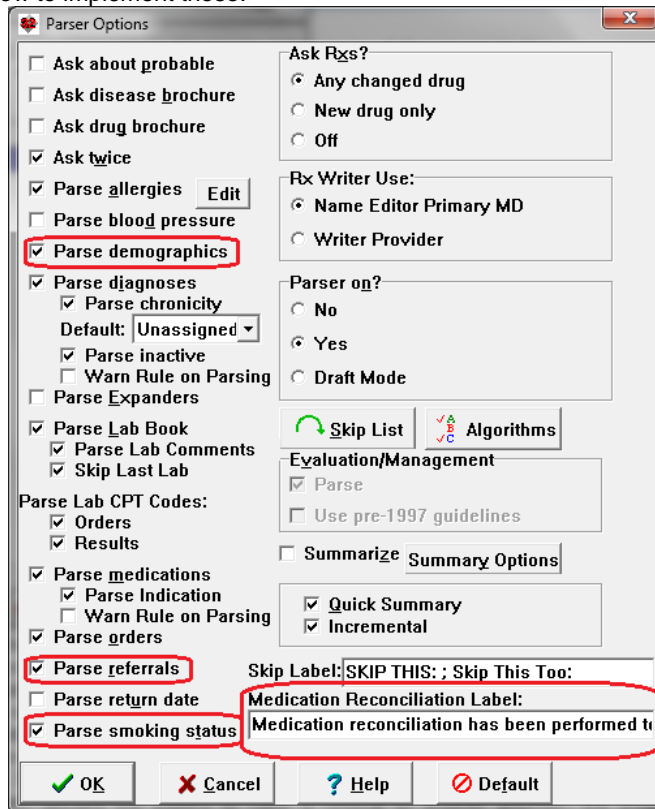 Parser Options
Ask about probable
Ask disease brochure
Ask drug brochure
Ask twice
Parse allergies Edit
Parse blood pressure
Parse demographics
Parse diagnoses
Parse chronicity
Default: Unassigned
Parse inactive
Warn Rule on Parsing
Parse Expanders
Parse Lab Book
Parse Lab Comments
Skip Last Lab
Parse Lab CPT Codes:
Orders
Results
Parse medications
Parse Indication
Warn Rule on Parsing
Parse orders
Parse referrals
Parse return date
Parse smoking status
Ask Rxs?
Any changed drug
New drug only
Off
Rx Writer Use:
Name Editor Primary MD
Writer Provider
Parser on?
No
Yes
Draft Mode
Skip List Algorithms
Evaluation/Management
Parse
Use pre-1997 guidelines
Summarize Summary Options
Quick Summary
Incremental
Skip Label: SKIP THIS: ; Skip This Too:
Medication Reconciliation Label:
Medication reconciliation has been performed
OK Cancel Help Default